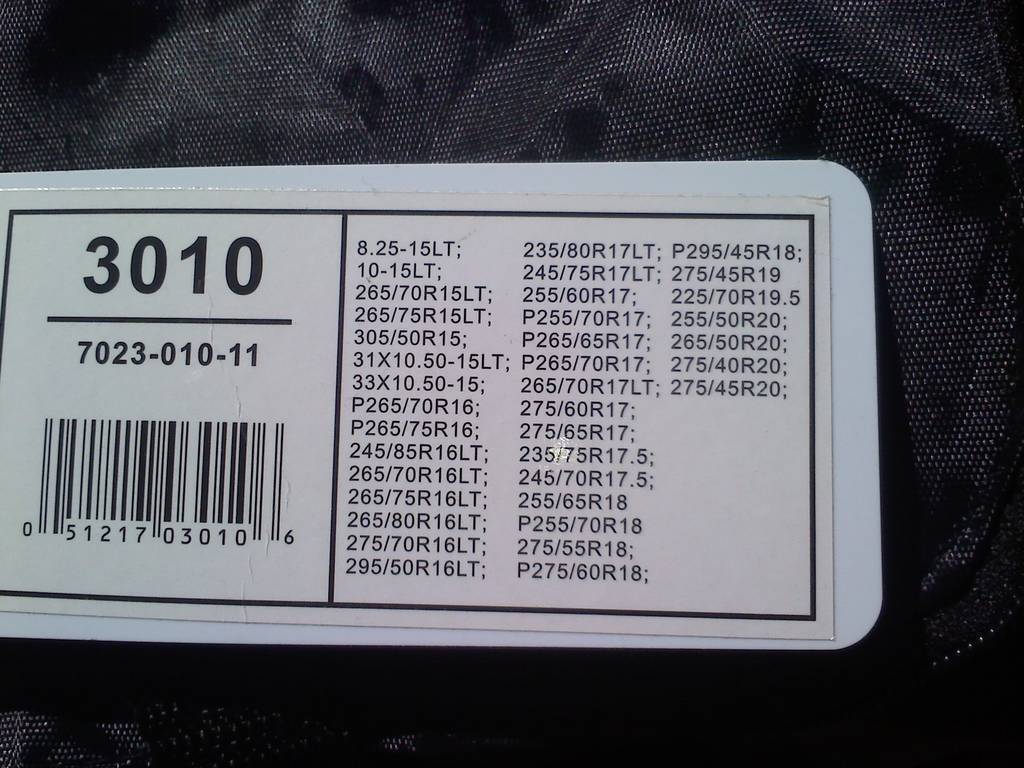 3010
7023-010-11
0 51217 03010 6
8.25-15LT;
10-15LT;
265/70R15LT;
265/75R15LT;
305/50R15;
31X10.50-15LT;
33X10.50-15;
P265/70R16;
P265/75R16;
245/85R16LT;
265/70R16LT;
265/75R16LT;
265/80R16LT;
275/70R16LT;
295/50R16LT;
235/80R17LT;
245/75R17LT;
255/60R17;
P255/70R17;
P265/65R17;
P265/70R17;
265/70R17LT;
275/60R17;
275/65R17;
235/75R17.5;
245/70R17.5;
255/65R18
P255/70R18
275/55R18;
P275/60R18;
P295/45R18;
275/45R19
225/70R19.5
255/50R20;
265/50R20;
275/40R20;
275/45R20;